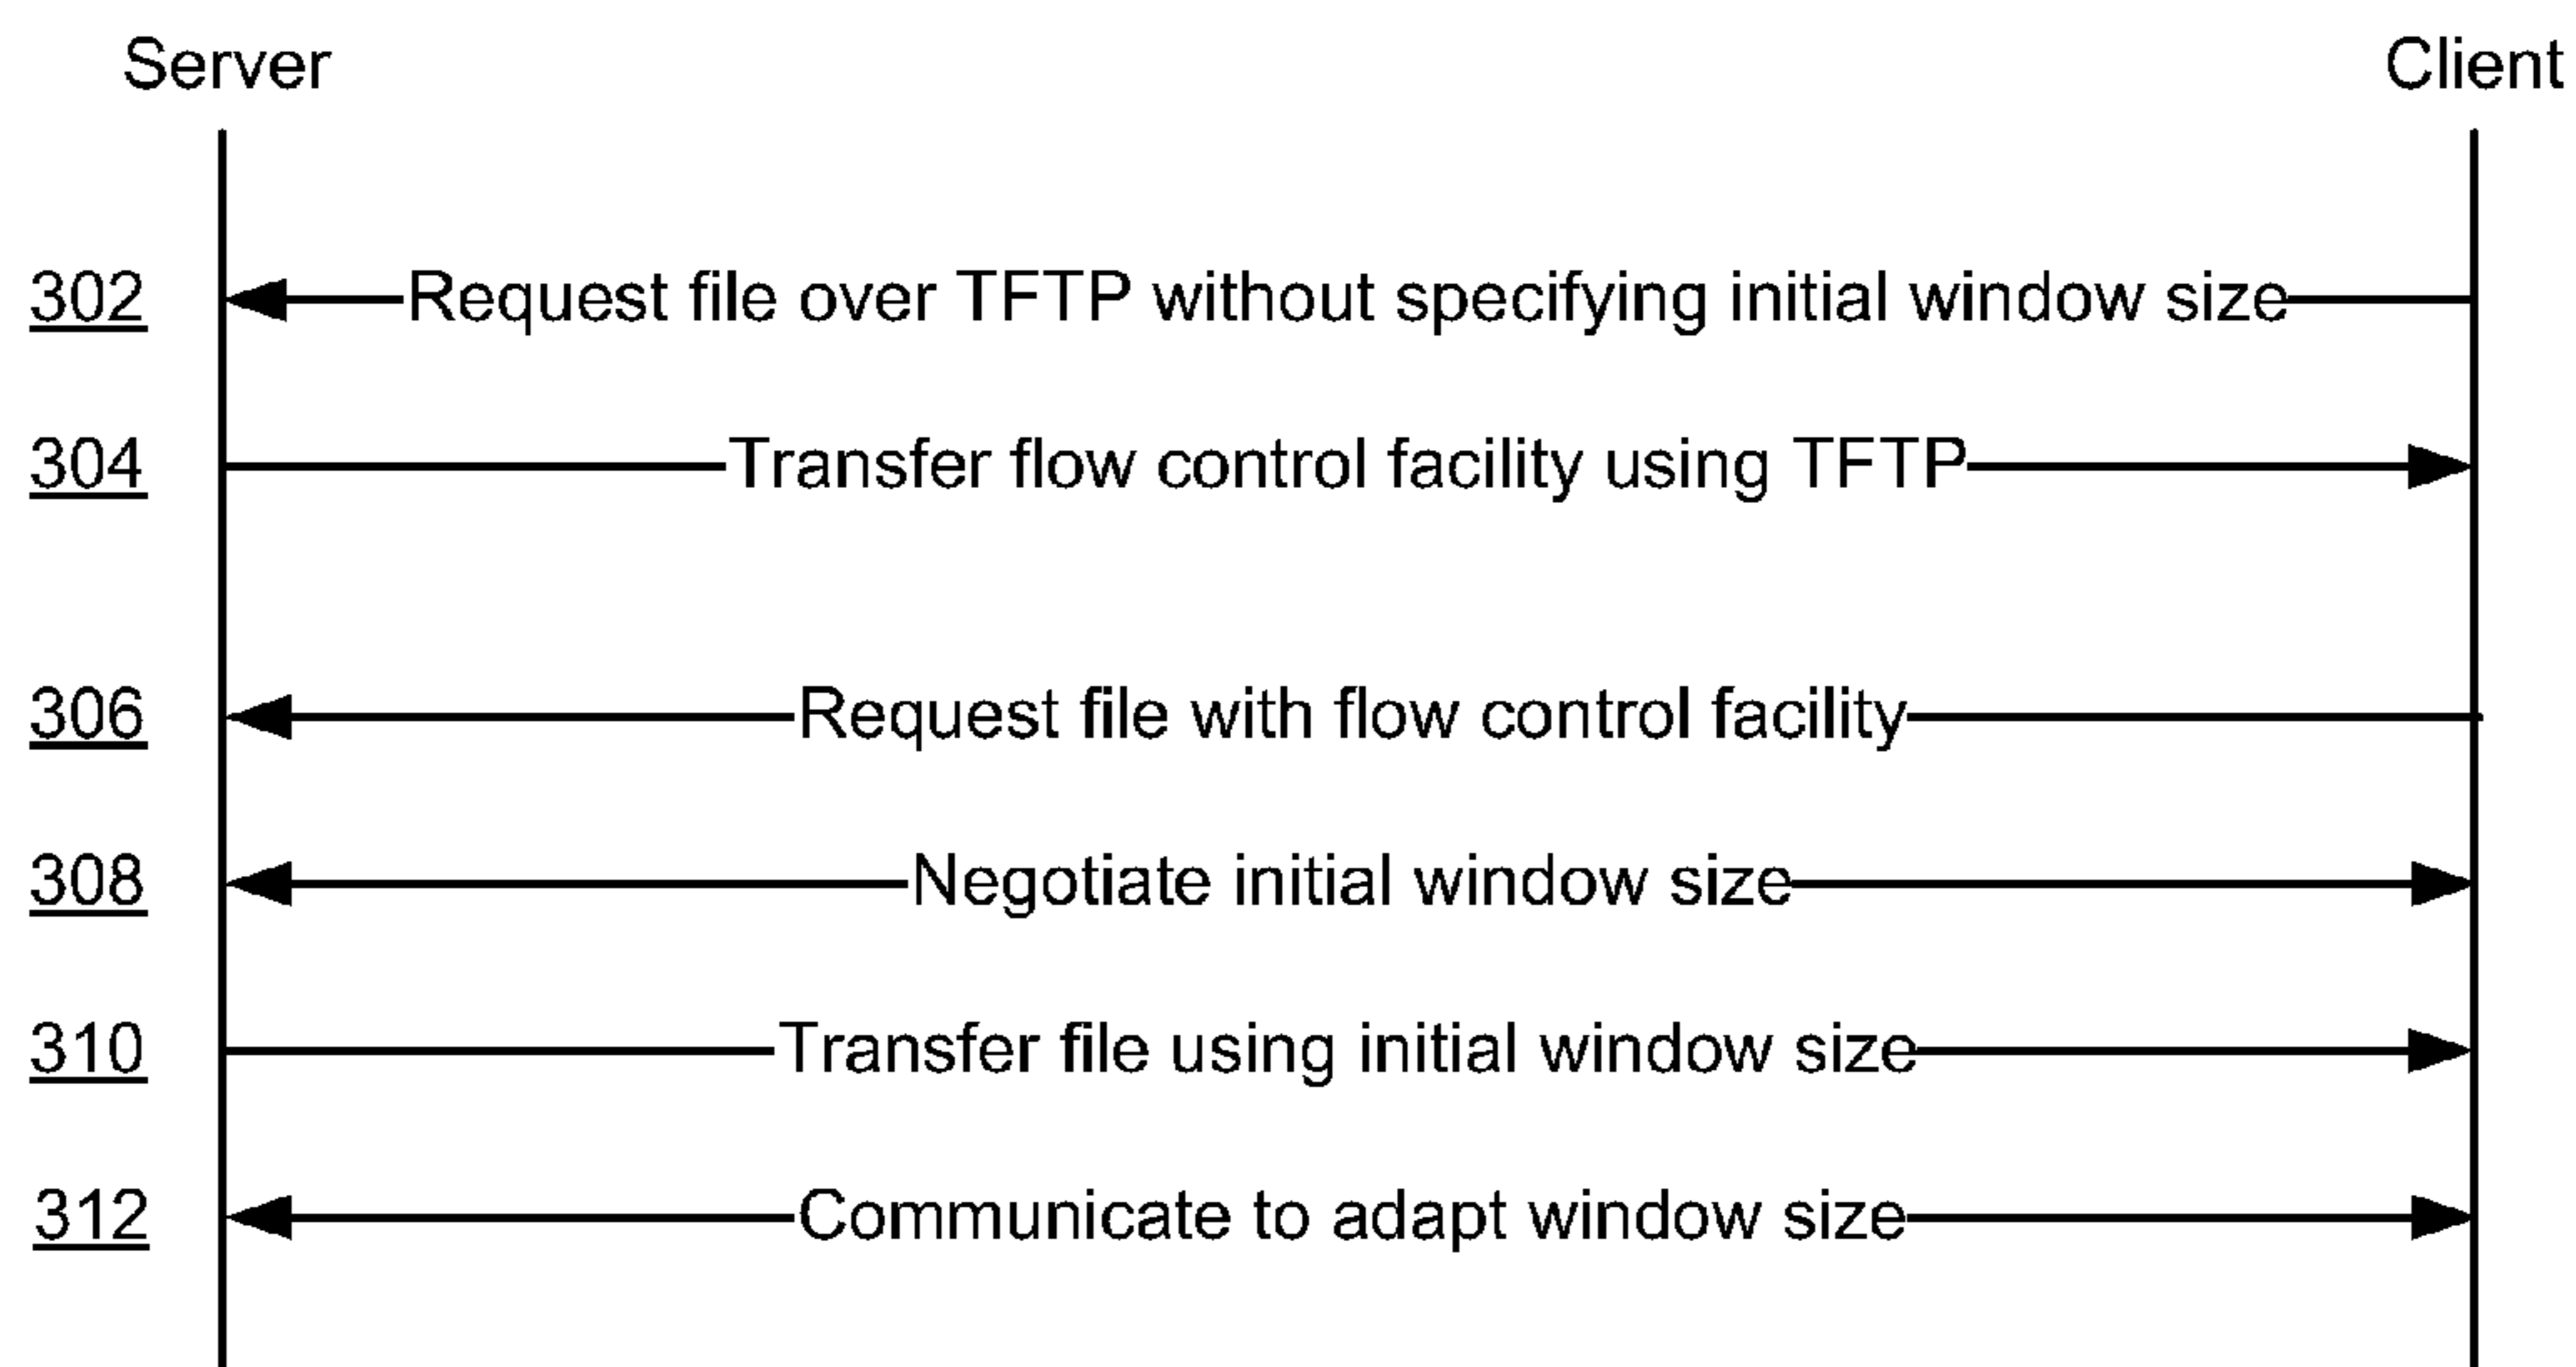 Server Client
302 Request file over TFTP without specifying initial window size
304 Transfer flow control facility using TFTP
306 Request file with flow control facility
308 Negotiate initial window size
310 Transfer file using initial window size
312 Communicate to adapt window size